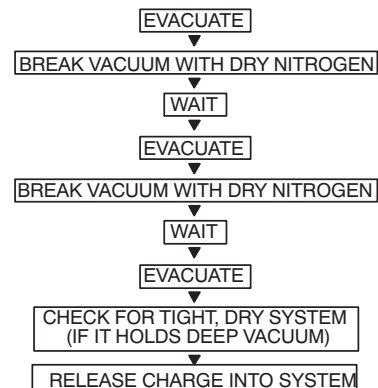 EVACUATE
BREAK VACUUM WITH DRY NITROGEN
WAIT
EVACUATE
BREAK VACUUM WITH DRY NITROGEN
WAIT
EVACUATE
CHECK FOR TIGHT, DRY SYSTEM
(IF IT HOLDS DEEP VACUUM)
RELEASE CHARGE INTO SYSTEM